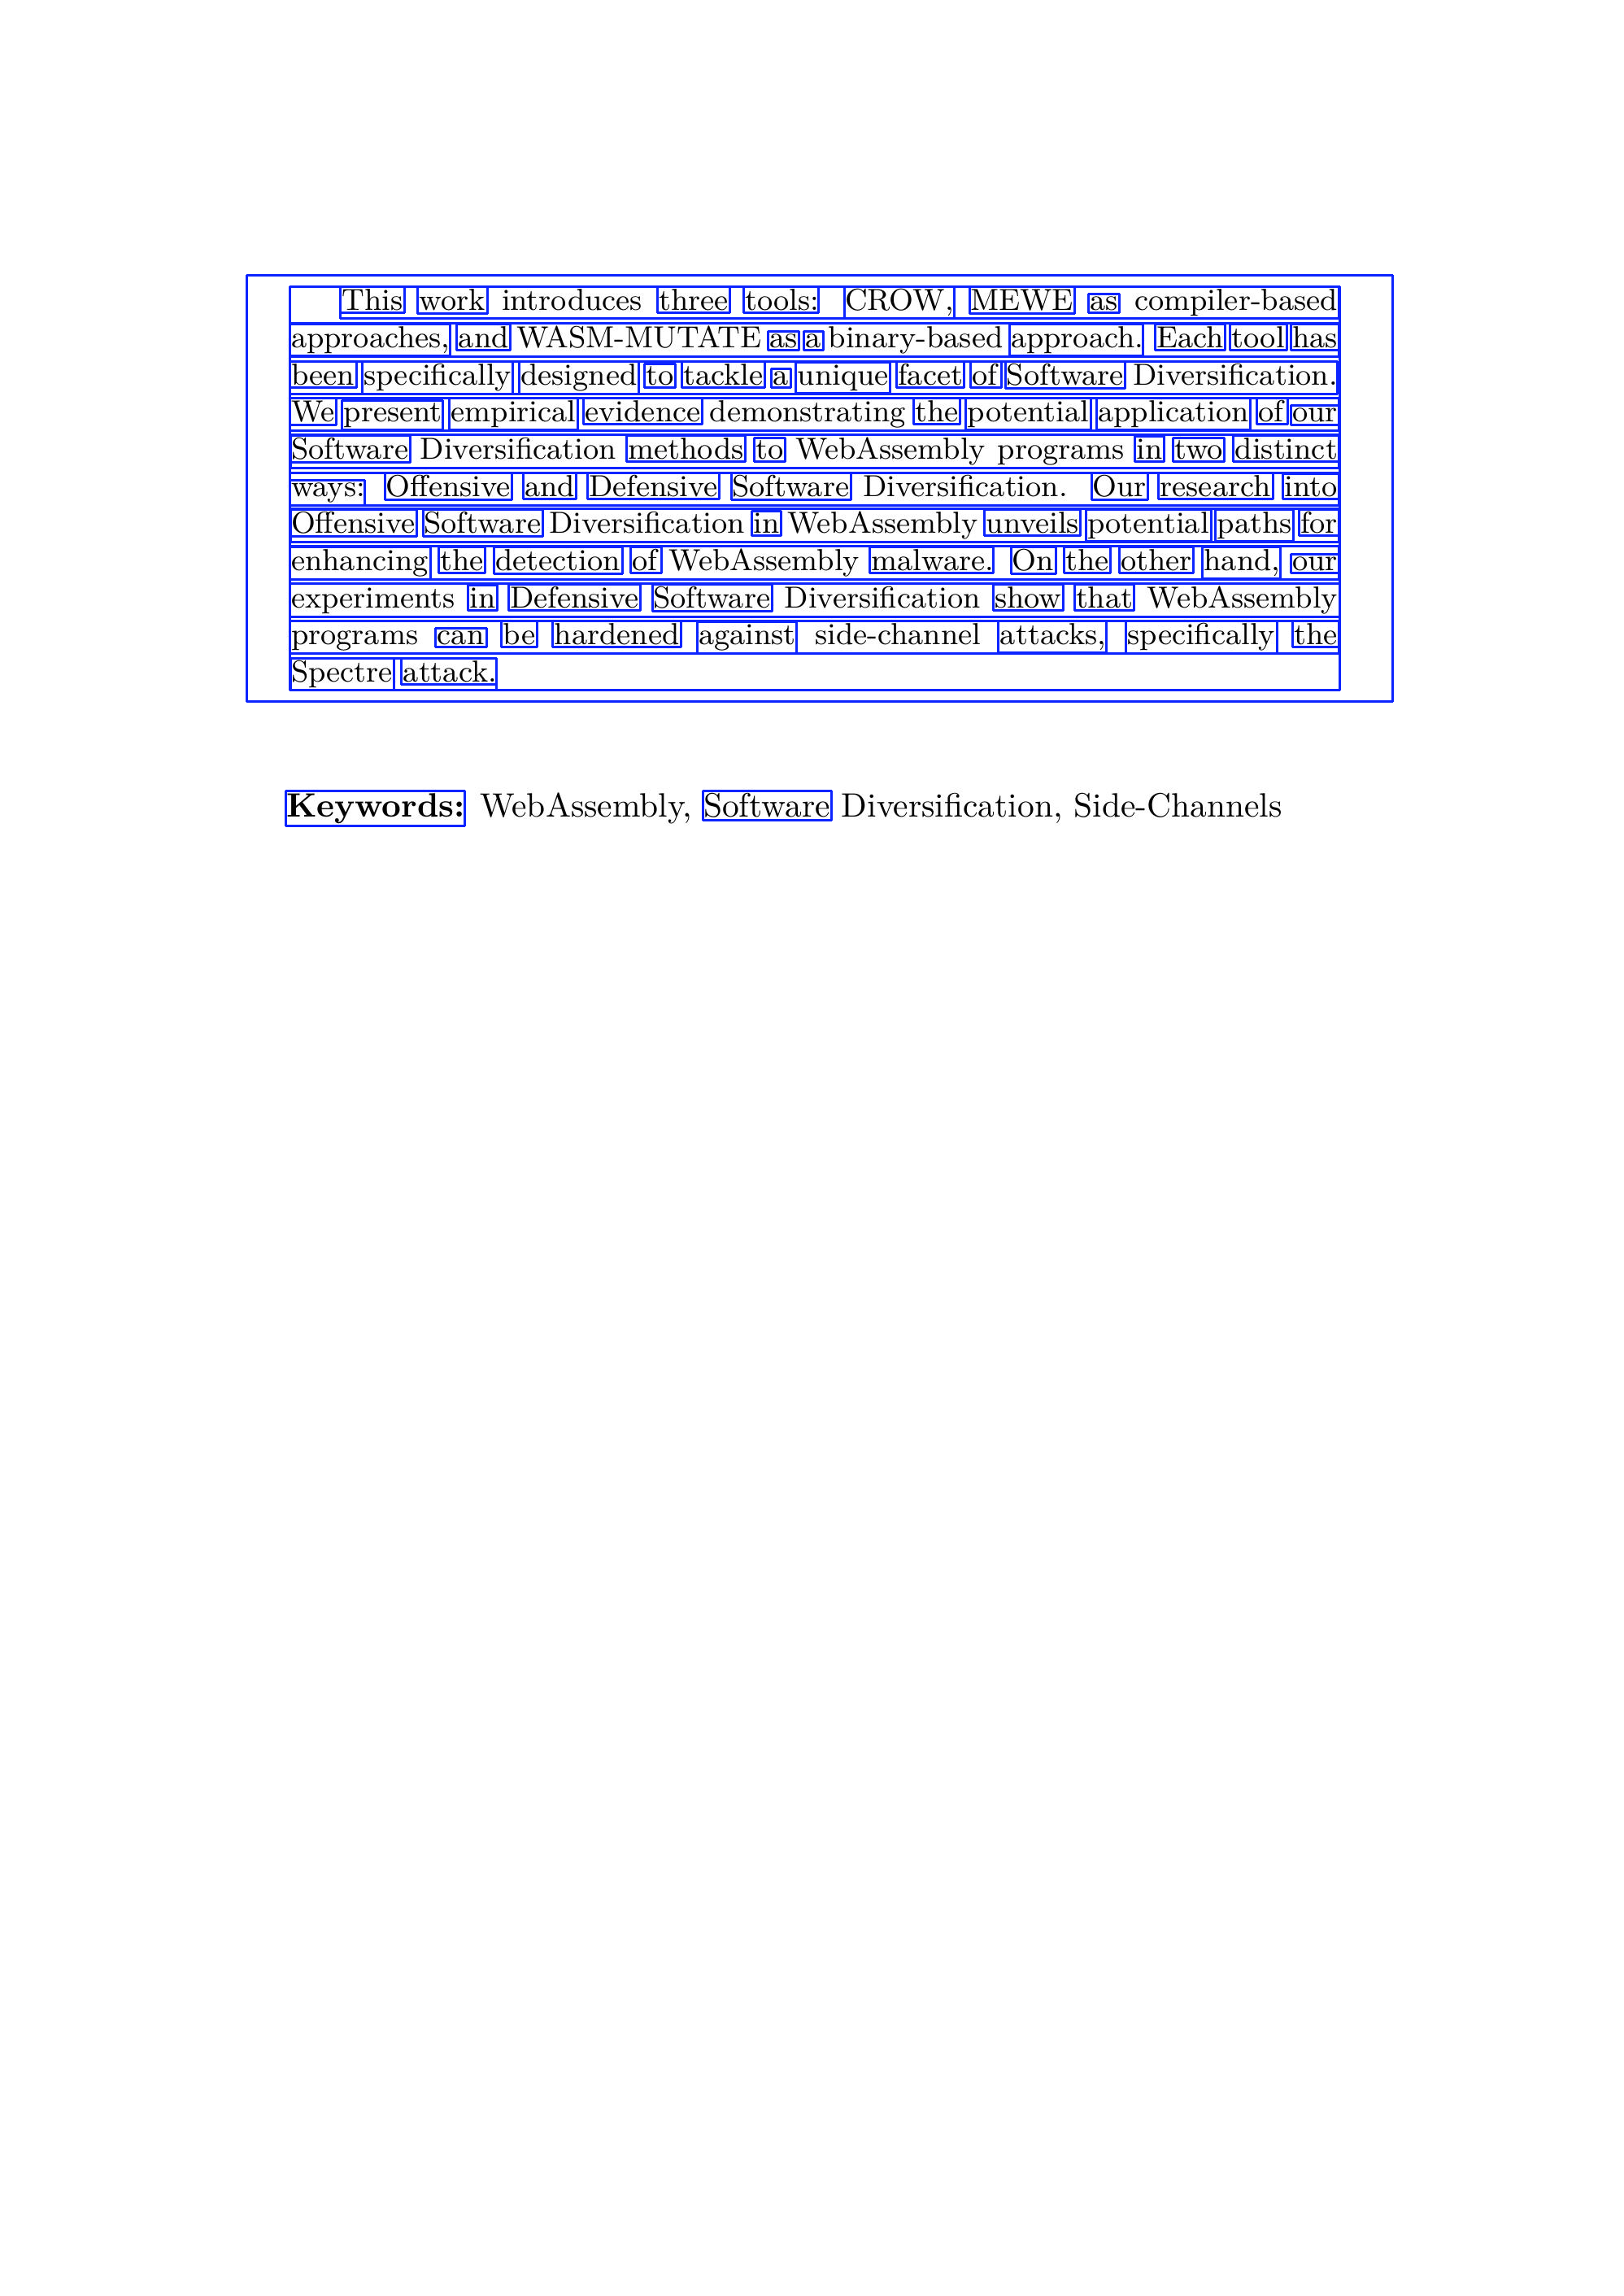 This work introduces three tools: CROW, MEWE as compiler-based
approaches, and WASM-MUTATE as a binary-based approach. Each tool has
been specifically designed to tackle a unique facet of Software Diversification.
We present empirical evidence demonstrating the potential application of our
Software Diversification methods to WebAssembly programs in two distinct
ways: Offensive and Defensive Software Diversification. Our research into
Offensive Software Diversification in WebAssembly unveils potential paths for
enhancing the detection of WebAssembly malware. On the other hand, our
experiments in Defensive Software Diversification show that WebAssembly
programs can be hardened against side-channel attacks, specifically the
Spectre attack.
Keywords: WebAssembly, Software Diversification, Side-Channels